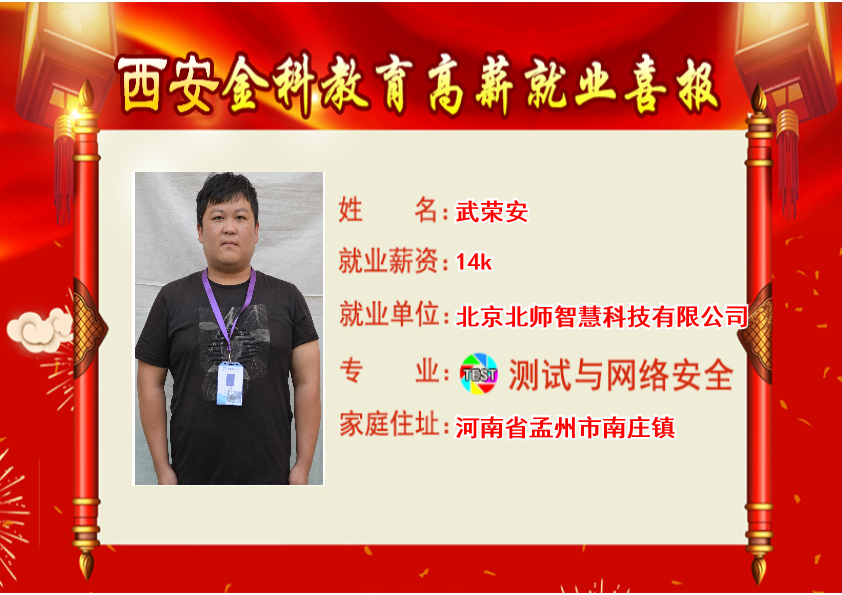 西安金科教育高薪就业喜报
姓 名:武荣安
就业薪资:14k
就业单位:北京北师智慧科技有限公司
专 业:TEST 测试与网络安全
家庭住址:河南省孟州市南庄镇